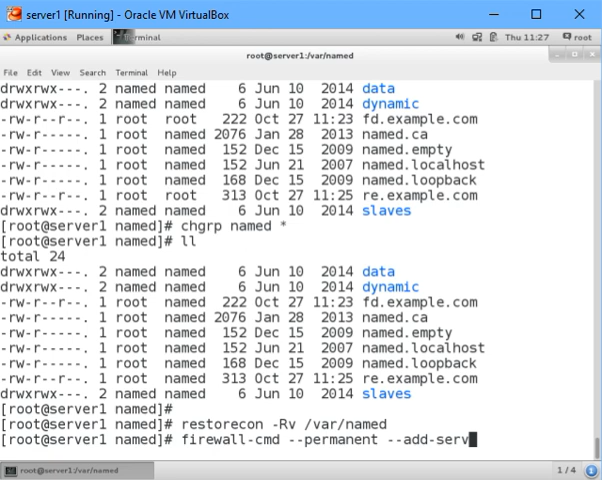 server1 [Running] - Oracle VM VirtualBox
Applications Places Terminal Thu 11:27 root
root@server1:/var/named
File Edit View Search Terminal Help
drwxrwx---. 2 named named 6 Jun 10 2014 data
drwxrwx---. 2 named named 6 Jun 10 2014 dynamic
-rw-r--r--. 1 root root 222 Oct 27 11:23 fd.example.com
-rw-r-----. 1 root named 2076 Jan 28 2013 named.ca
-rw-r-----. 1 root named 152 Dec 15 2009 named.empty
-rw-r-----. 1 root named 152 Jun 21 2007 named.localhost
-rw-r-----. 1 root named 168 Dec 15 2009 named.loopback
-rw-r--r--. 1 root root 313 Oct 27 11:25 re.example.com
drwxrwx---. 2 named named 6 Jun 10 2014 slaves
[root@server1 named]# chgrp named *
[root@server1 named]# ll
total 24
drwxrwx---. 2 named named 6 Jun 10 2014 data
drwxrwx---. 2 named named 6 Jun 10 2014 dynamic
-rw-r--r--. 1 root named 222 Oct 27 11:23 fd.example.com
-rw-r-----. 1 root named 2076 Jan 28 2013 named.ca
-rw-r-----. 1 root named 152 Dec 15 2009 named.empty
-rw-r-----. 1 root named 152 Jun 21 2007 named.localhost
-rw-r-----. 1 root named 168 Dec 15 2009 named.loopback
-rw-r--r--. 1 root named 313 Oct 27 11:25 re.example.com
drwxrwx---. 2 named named 6 Jun 10 2014 slaves
[root@server1 named]#
[root@server1 named]# restorecon -Rv /var/named
[root@server1 named]# firewall-cmd --permanent --add-serv
root@server1:/var/named 1 / 4